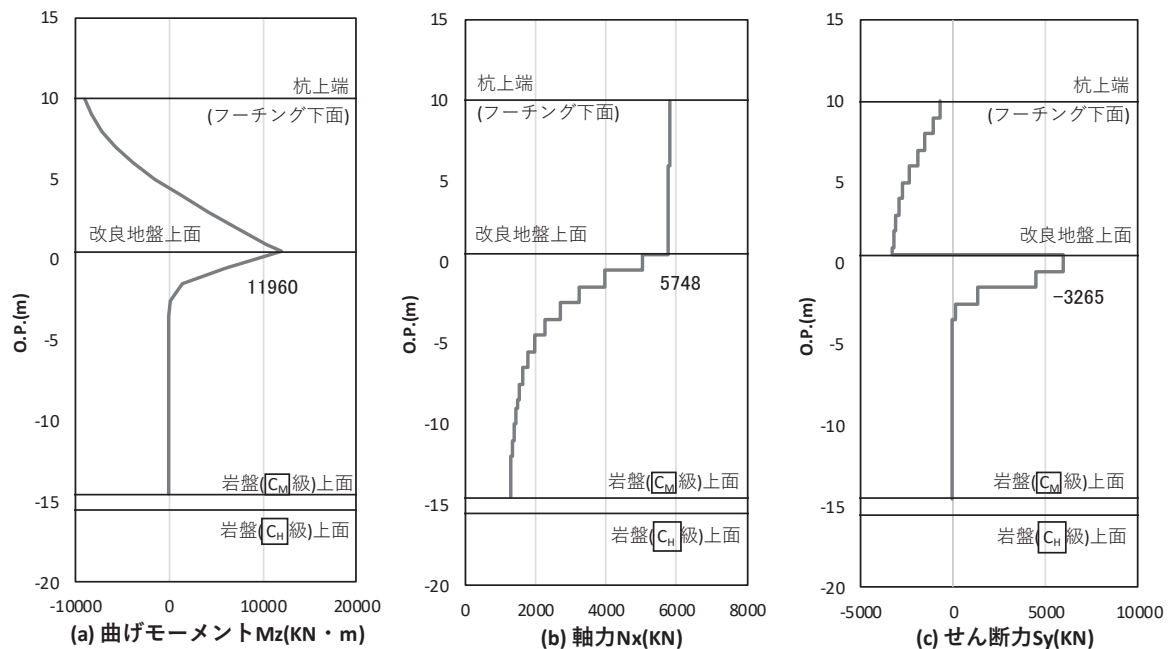 15
10
5
0
-5
-10
-15
-20
O.P.(m)
杭上端
(フーチング下面)
改良地盤上面
11960
岩盤(CM級)上面
岩盤(CH級)上面
-10000 0 10000 20000
(a) 曲げモーメントMz(KN・m)
15
10
5
0
-5
-10
-15
-20
O.P.(m)
杭上端
(フーチング下面)
改良地盤上面
5748
岩盤(CM級)上面
岩盤(CH級)上面
0 2000 4000 6000 8000
(b) 軸力Nx(KN)
15
10
5
0
-5
-10
-15
-20
O.P.(m)
杭上端
(フーチング下面)
改良地盤上面
-3265
岩盤(CM級)上面
岩盤(CH級)上面
-5000 0 5000 10000
(c) せん断力Sy(KN)